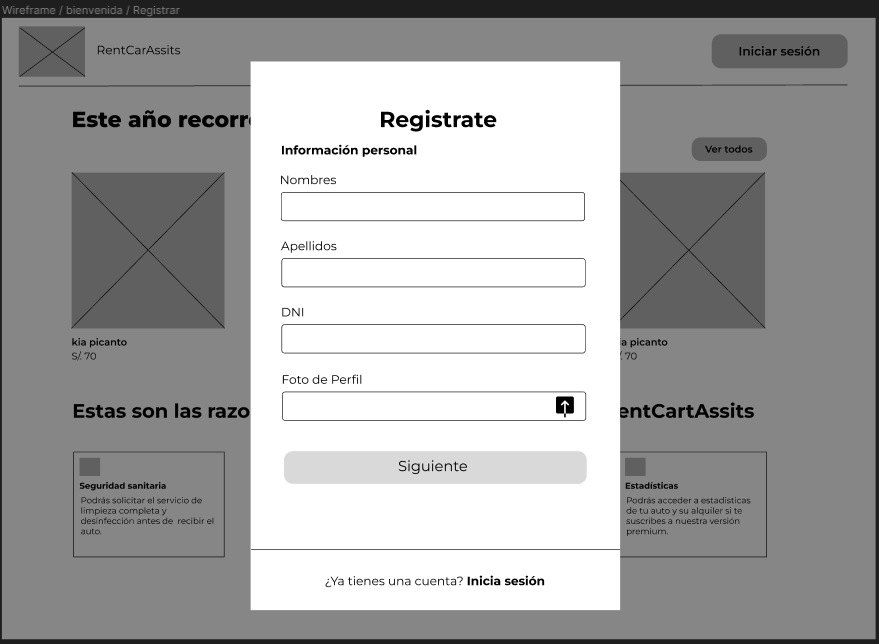 Wireframe / bienvenida / Registrar
RentCarAssits
Iniciar sesión
Este año recorr
Ver todos
kia picanto
S/. 70
a picanto
70
Estas son las razo
entCartAssits
Seguridad sanitaria
Podrás solicitar el servicio de
limpieza completa y
desinfección antes de recibir el
auto.
Estadísticas
Podrás acceder a estadisticas
de tu auto y su alquiler si te
suscribes a nuestra versión
premium.
Registrate
Información personal
Nombres
Apellidos
DNI
Foto de Perfil
Siguiente
¿Ya tienes una cuenta? Inicia sesión